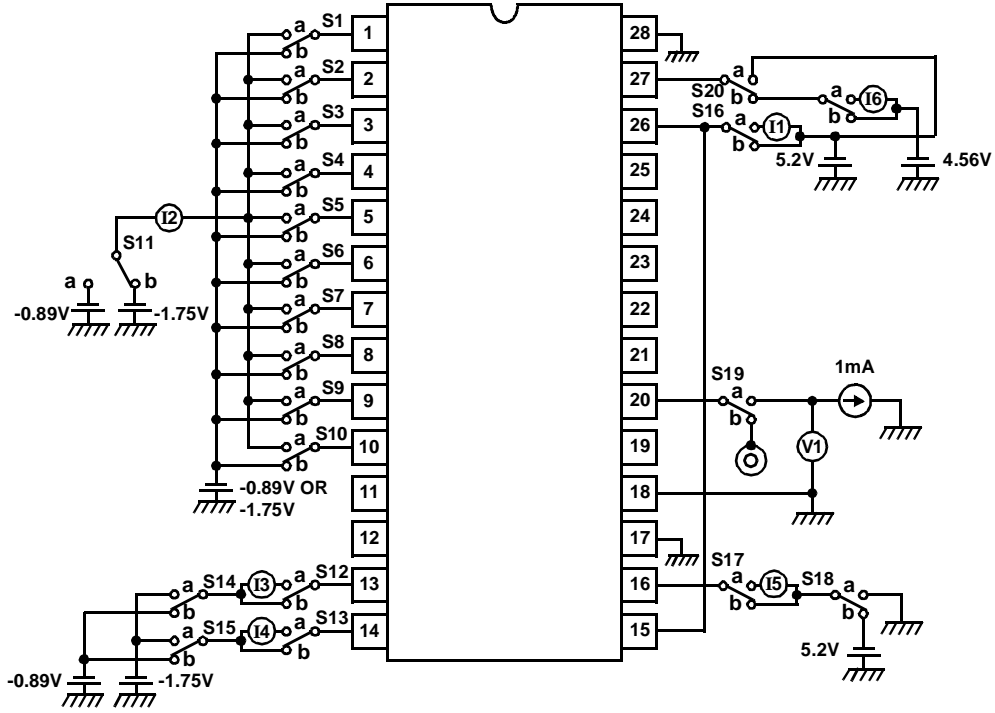 a S1 1 28
b
a S2 2 27 a
b S20 b a I6
b
a S3 3 26 S16 a I1
b b
5.2V 4.56V
a S4 4 25
b
I2 a S5 5 24
b
S11
a b
-0.89V -1.75V
a S6 6 23
b
a S7 7 22
b
a S8 8 21
b
1mA
a S9 9 20 S19 a
b b
V1
a S10 10 19
b
-0.89V OR
-1.75V
11 18
12 17
a S14 I3 a S12 13 16 S17 a I5 S18 a
b b b b
a S15 I4 a S13 14 15
b b
5.2V
-0.89V -1.75V